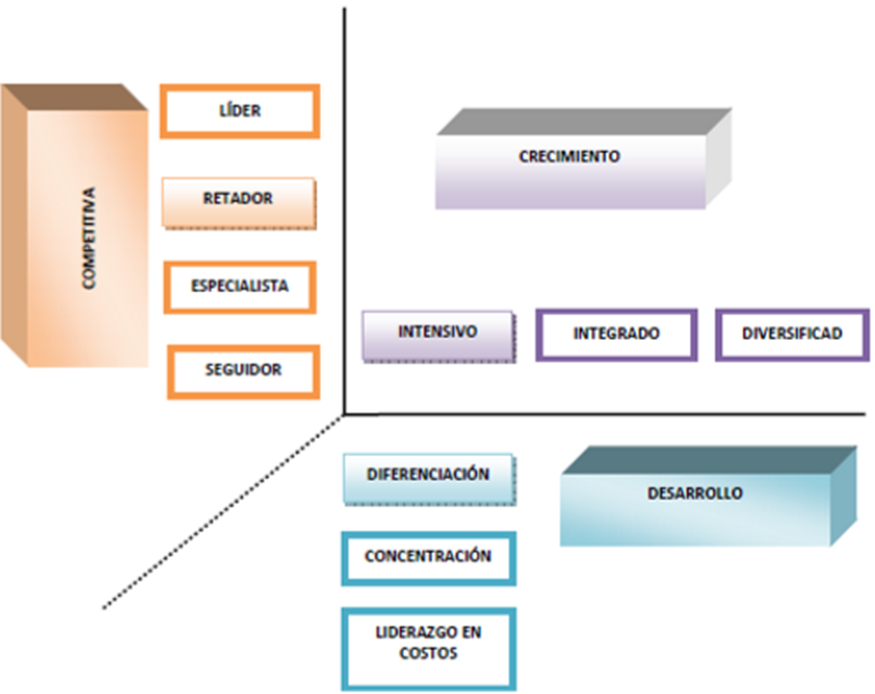 LÍDER
COMPETITIVA
RETADOR
ESPECIALISTA
SEGUIDOR
CRECIMIENTO
INTENSIVO
INTEGRADO
DIVERSIFICAD
DIFERENCIACIÓN
CONCENTRACIÓN
LIDERAZGO EN
COSTOS
DESARROLLO